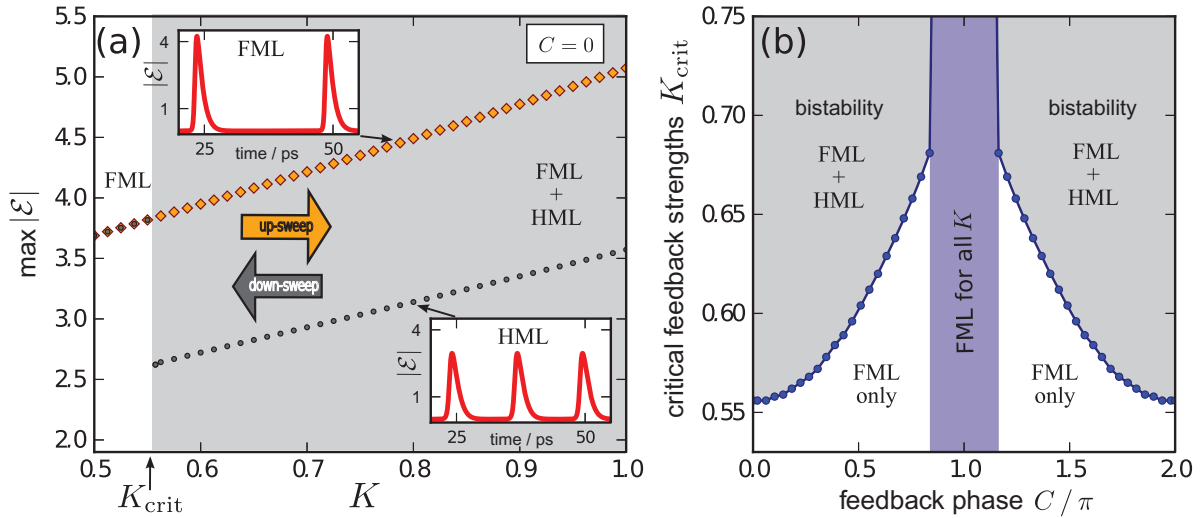 (a)
max |ℰ|
5.5
5.0
4.5
4.0
3.5
3.0
2.5
2.0
FML
|ℰ|
4
1
25
50
time / ps
C = 0
FML
FML
+
HML
up-sweep
down-sweep
HML
|ℰ|
4
1
25
50
time / ps
0.5
0.6
0.7
0.8
0.9
1.0
K_crit
K
(b)
critical feedback strengths K_crit
0.75
0.70
0.65
0.60
0.55
bistability
FML
+
HML
FML for all K
bistability
FML
+
HML
FML
only
FML
only
0.0
0.5
1.0
1.5
2.0
feedback phase C / π